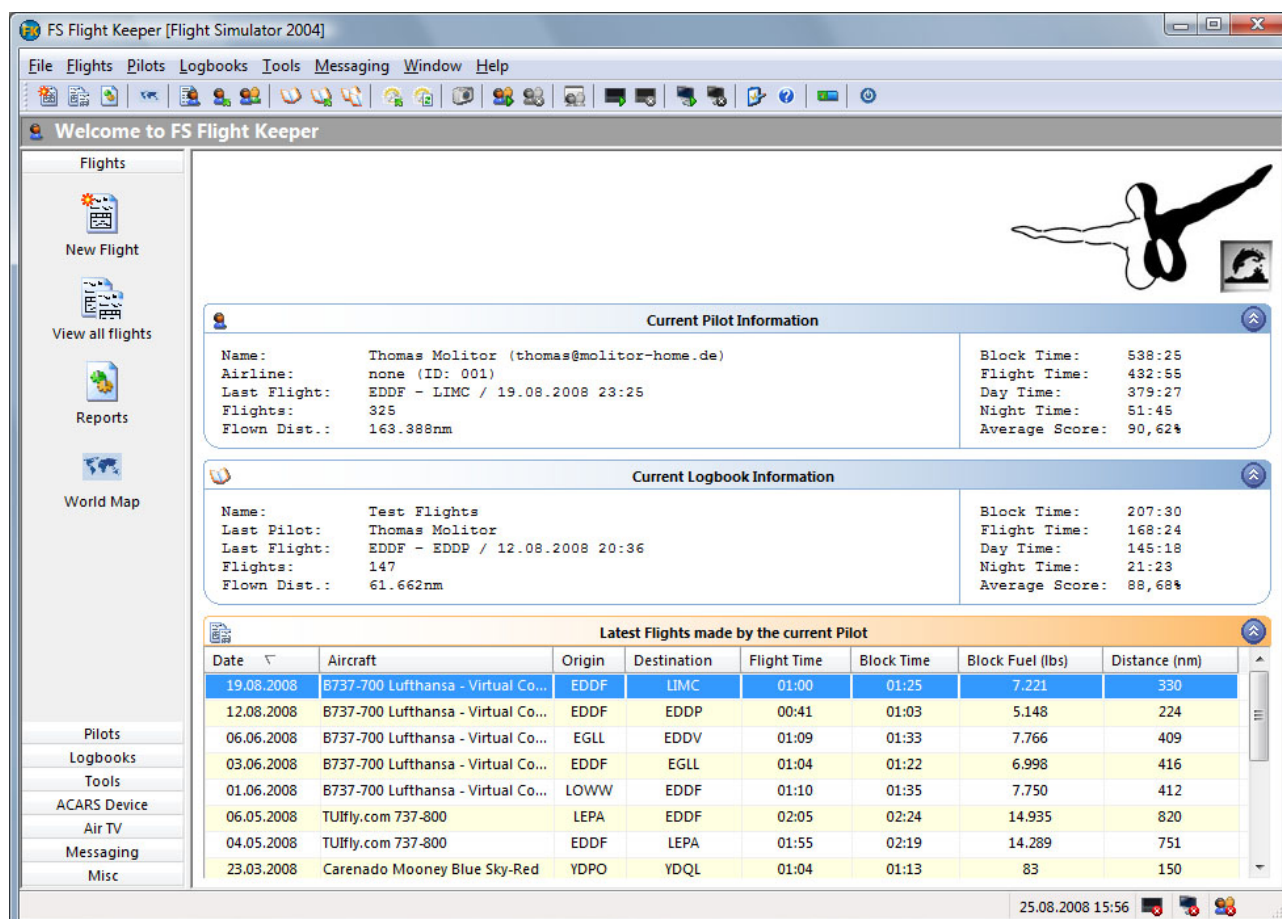 FS Flight Keeper [Flight Simulator 2004]
File Flights Pilots Logbooks Tools Messaging Window Help
Welcome to FS Flight Keeper
Flights
New Flight
View all flights
Reports
World Map
Pilots
Logbooks
Tools
ACARS Device
Air TV
Messaging
Misc
Current Pilot Information
Name: Thomas Molitor (thomas@molitor-home.de) Block Time: 538:25
Airline: none (ID: 001) Flight Time: 432:55
Last Flight: EDDF - LIMC / 19.08.2008 23:25 Day Time: 379:27
Flights: 325 Night Time: 51:45
Flown Dist.: 163.388nm Average Score: 90,62%
Current Logbook Information
Name: Test Flights Block Time: 207:30
Last Pilot: Thomas Molitor Flight Time: 168:24
Last Flight: EDDF - EDDP / 12.08.2008 20:36 Day Time: 145:18
Flights: 147 Night Time: 21:23
Flown Dist.: 61.662nm Average Score: 88,68%
Latest Flights made by the current Pilot
Date Aircraft Origin Destination Flight Time Block Time Block Fuel (lbs) Distance (nm)
19.08.2008 B737-700 Lufthansa - Virtual Co... EDDF LIMC 01:00 01:25 7.221 330
12.08.2008 B737-700 Lufthansa - Virtual Co... EDDF EDDP 00:41 01:03 5.148 224
06.06.2008 B737-700 Lufthansa - Virtual Co... EGLL EDDV 01:09 01:33 7.766 409
03.06.2008 B737-700 Lufthansa - Virtual Co... EDDF EGLL 01:04 01:22 6.998 416
01.06.2008 B737-700 Lufthansa - Virtual Co... LOWW EDDF 01:10 01:35 7.750 412
06.05.2008 TUIfly.com 737-800 LEPA EDDF 02:05 02:24 14.935 820
04.05.2008 TUIfly.com 737-800 EDDF LEPA 01:55 02:19 14.289 751
23.03.2008 Carenado Mooney Blue Sky-Red YDPO YDQL 01:04 01:13 83 150
25.08.2008 15:56